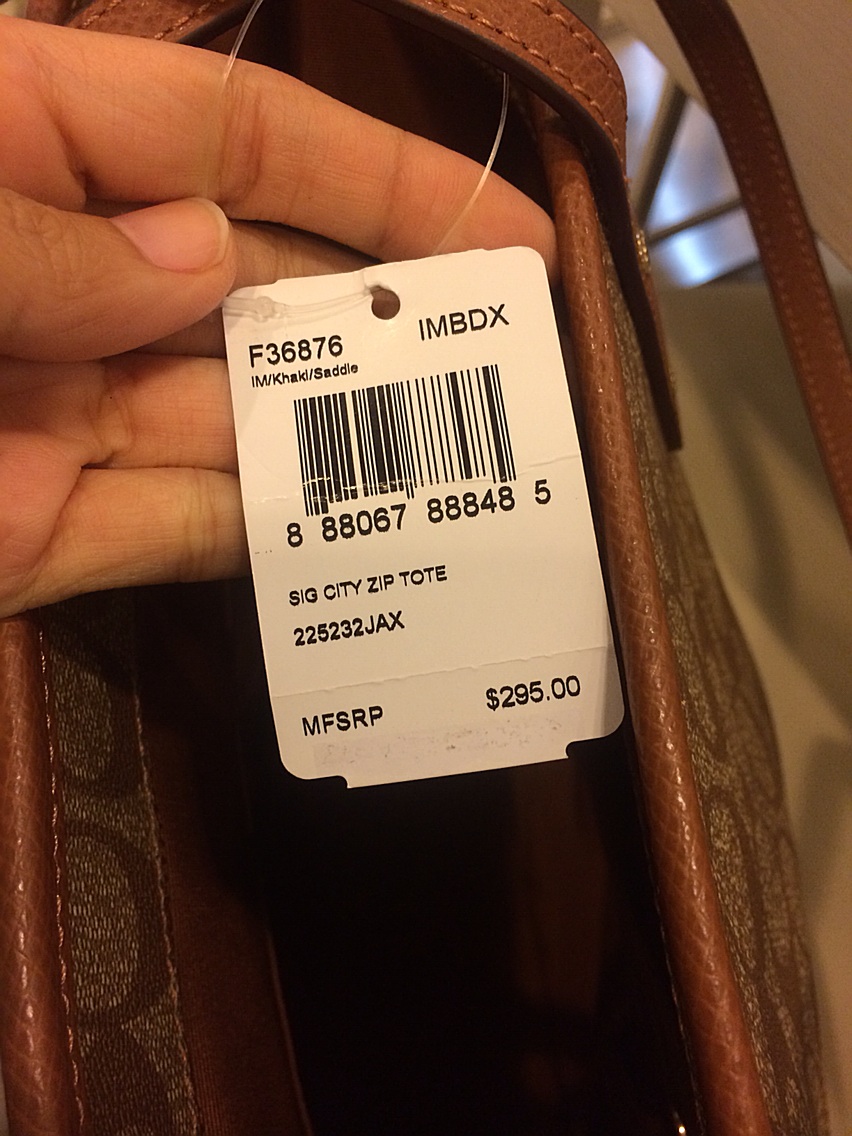 F36876 IMBDX
IM/Khaki/Saddle
8 88067 88848 5
SIG CITY ZIP TOTE
225232JAX
MFSRP $295.00